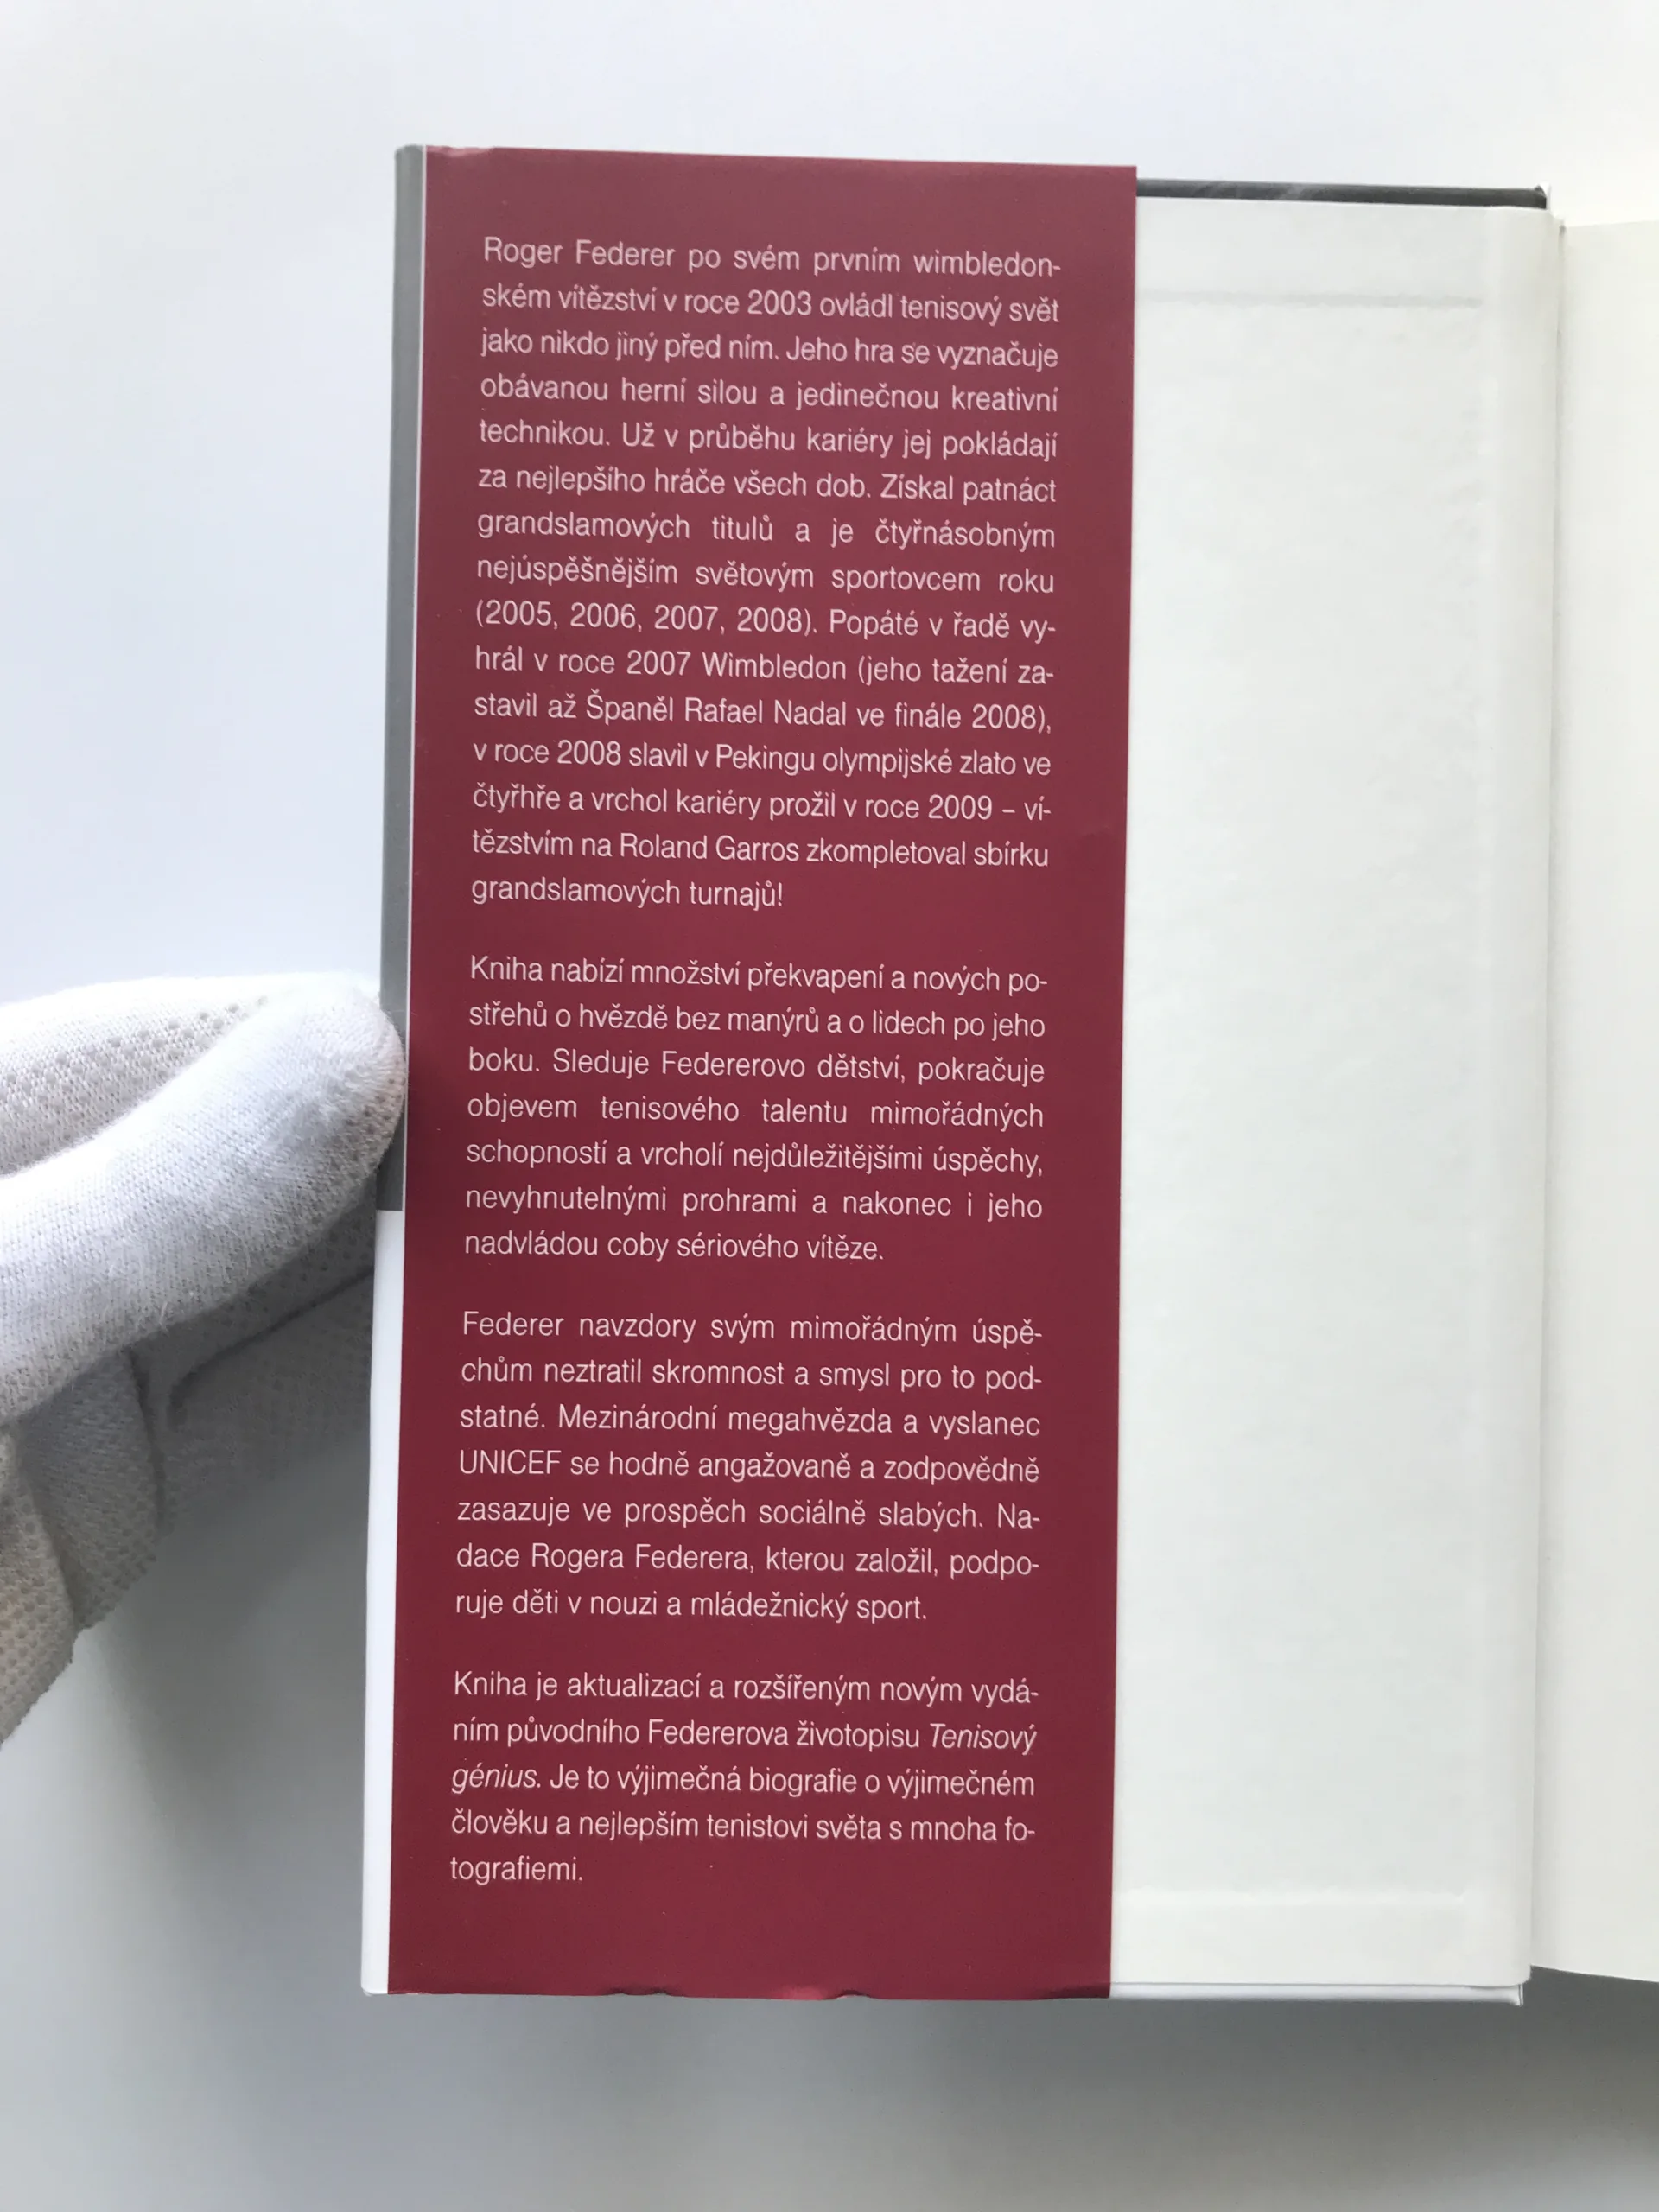 Roger Federer po svém prvním wimbledon-
ském vítězství v roce 2003 ovládl tenisový svět
jako nikdo jiný před ním. Jeho hra se vyznačuje
obávanou herní silou a jedinečnou kreativní
technikou. Už v průběhu kariéry jej pokládají
za nejlepšího hráče všech dob. Získal patnáct
grandslamových titulů a je čtyřnásobným
nejúspěšnějším světovým sportovcem roku
(2005, 2006, 2007, 2008). Popáté v řadě vy-
hrál v roce 2007 Wimbledon (jeho tažení za-
stavil až Španěl Rafael Nadal ve finále 2008),
v roce 2008 slavil v Pekingu olympijské zlato ve
čtyřhře a vrchol kariéry prožil v roce 2009 – ví-
tězstvím na Roland Garros zkompletoval sbírku
grandslamových turnajů!
Kniha nabízí množství překvapení a nových po-
střehů o hvězdě bez manýrů a o lidech po jeho
boku. Sleduje Federerovo dětství, pokračuje
objevem tenisového talentu mimořádných
schopností a vrcholí nejdůležitějšími úspěchy,
nevyhnutelnými prohrami a nakonec i jeho
nadvládou coby sériového vítěze.
Federer navzdory svým mimořádným úspě-
chům neztratil skromnost a smysl pro to pod-
statné. Mezinárodní megahvězda a vyslanec
UNICEF se hodně angažovaně a zodpovědně
zasazuje ve prospěch sociálně slabých. Na-
dace Rogera Federera, kterou založil, podpo-
ruje děti v nouzi a mládežnický sport.
Kniha je aktualizací a rozšířeným novým vydá-
ním původního Federerova životopisu Tenisový
génius. Je to výjimečná biografie o výjimečném
člověku a nejlepším tenistovi světa s mnoha fo-
tografiemi.